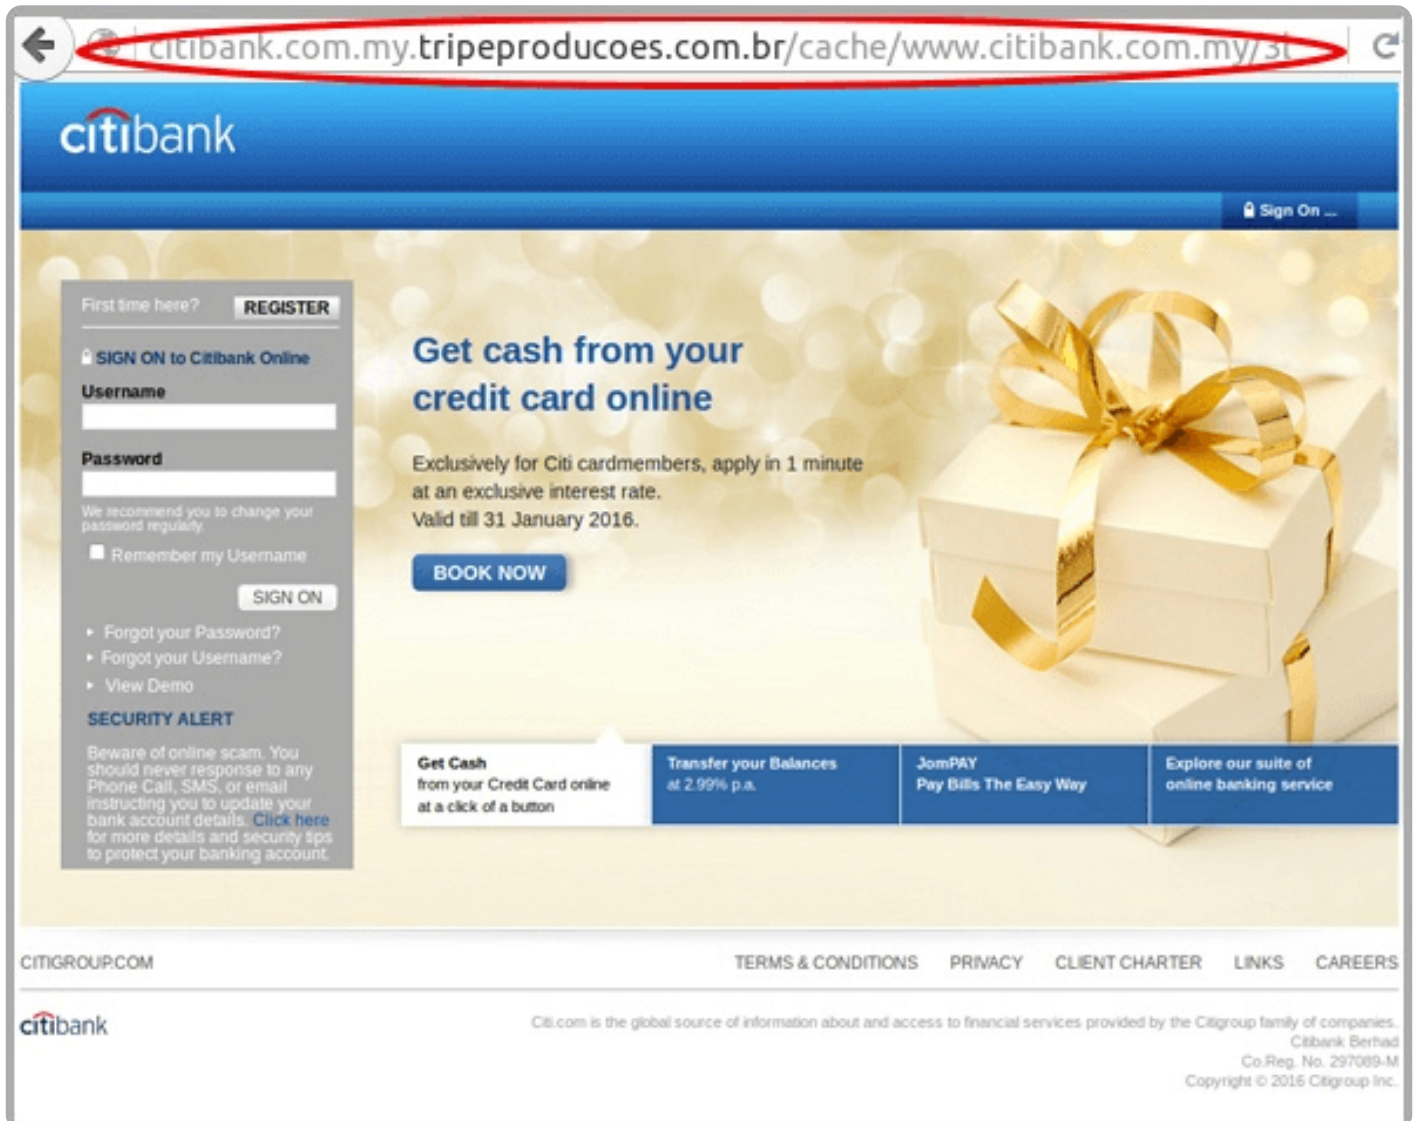 citibank.com.my.tripeproducoes.com.br/cache/www.citibank.com.my/3
citibank
Sign On ...
First time here? REGISTER
SIGN ON to Citibank Online
Username
Password
We recommend you to change your
password regularly.
Remember my Username
SIGN ON
Forgot your Password?
Forgot your Username?
View Demo
SECURITY ALERT
Beware of online scam. You
should never response to any
Phone Call, SMS, or email
instructing you to update your
bank account details. Click here
for more details and security tips
to protect your banking account.
Get cash from your
credit card online
Exclusively for Citi cardmembers, apply in 1 minute
at an exclusive interest rate.
Valid till 31 January 2016.
BOOK NOW
Get Cash
from your Credit Card online
at a click of a button
Transfer your Balances
at 2.99% p.a.
JomPAY
Pay Bills The Easy Way
Explore our suite of
online banking service
CITIGROUP.COM
TERMS & CONDITIONS PRIVACY CLIENT CHARTER LINKS CAREERS
citibank
Citi.com is the global source of information about and access to financial services provided by the Citigroup family of companies.
Citibank Berhad
Co.Reg. No. 297089-M
Copyright © 2016 Citigroup Inc.